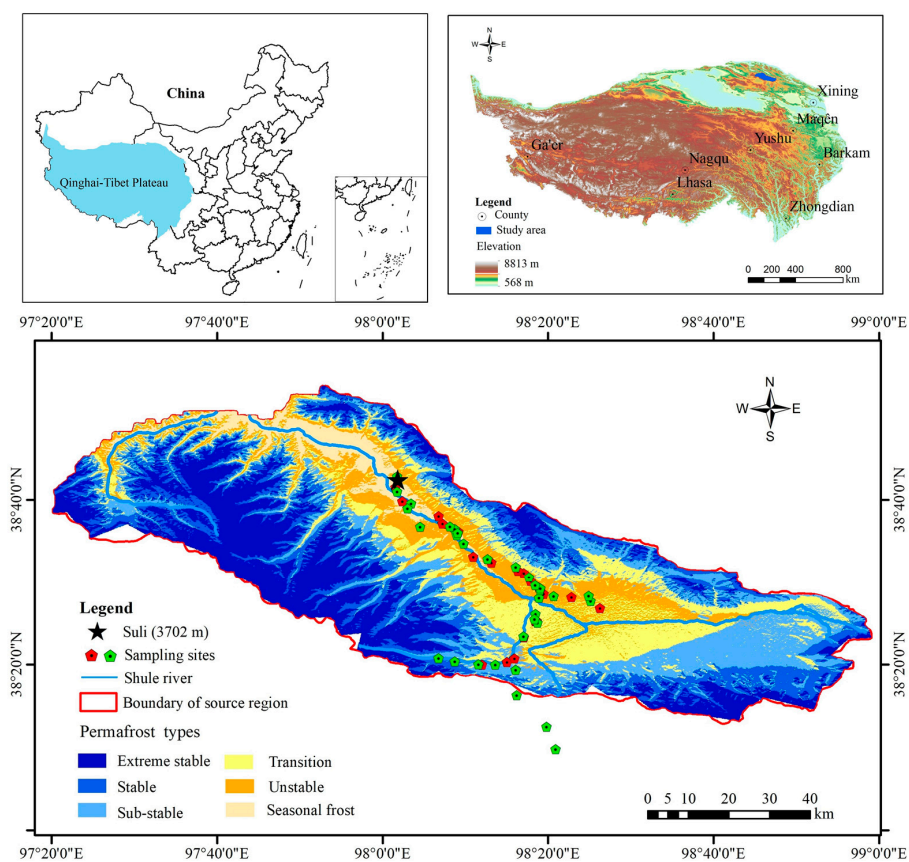 China
Qinghai-Tibet Plateau
N
W E
S
Xining
Maqên
Yushu
Barkam
Ga'er
Nagqu
Lhasa
Zhongdian
Legend
County
Study area
Elevation
8813 m
568 m
0 200 400 800
km
97°20'0"E 97°40'0"E 98°0'0"E 98°20'0"E 98°40'0"E 99°0'0"E
N
W E
S
38°40'0"N 38°40'0"N
38°20'0"N 38°20'0"N
Legend
Suli (3702 m)
Sampling sites
Shule river
Boundary of source region
Permafrost types
Extreme stable Transition
Stable Unstable
Sub-stable Seasonal frost
0 5 10 20 30 40
km
97°20'0"E 97°40'0"E 98°0'0"E 98°20'0"E 98°40'0"E 99°0'0"E